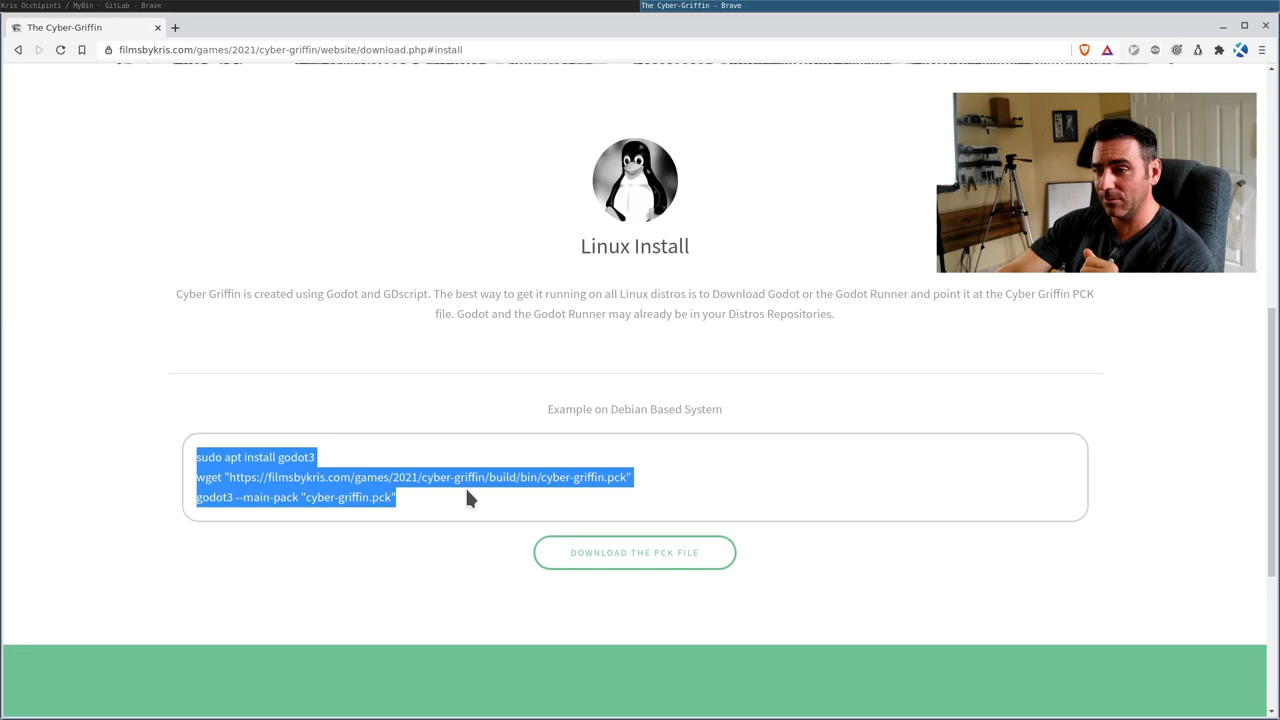 Kris Occhipinti / MyBin · GitLab - Brave
The Cyber-Griffin - Brave
The Cyber-Griffin
filmsbykris.com/games/2021/cyber-griffin/website/download.php#install
Linux Install
Cyber Griffin is created using Godot and GDscript. The best way to get it running on all Linux distros is to Download Godot or the Godot Runner and point it at the Cyber Griffin PCK
file. Godot and the Godot Runner may already be in your Distros Repositories.
Example on Debian Based System
sudo apt install godot3
wget "https://filmsbykris.com/games/2021/cyber-griffin/build/bin/cyber-griffin.pck"
godot3 --main-pack "cyber-griffin.pck"
DOWNLOAD THE PCK FILE